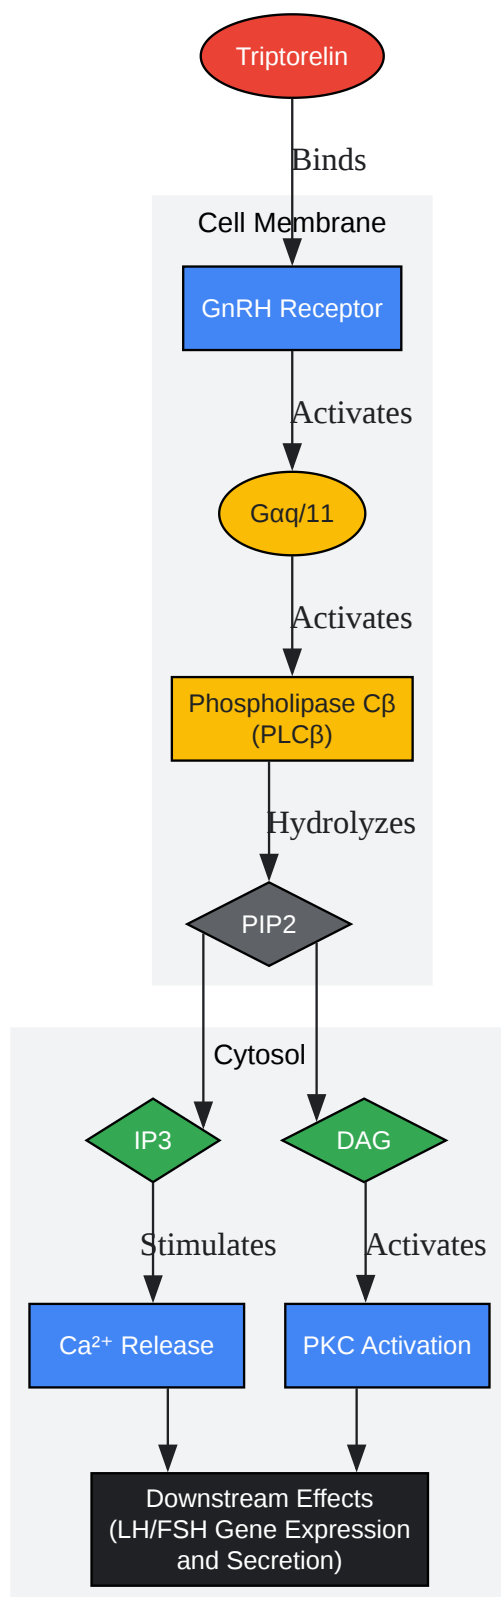 Triptorelin
Binds
Cell Membrane
GnRH Receptor
Activates
Gαq/11
Activates
Phospholipase Cβ
(PLCβ)
Hydrolyzes
PIP2
Cytosol
IP3
DAG
Stimulates
Activates
Ca²⁺ Release
PKC Activation
Downstream Effects
(LH/FSH Gene Expression
and Secretion)